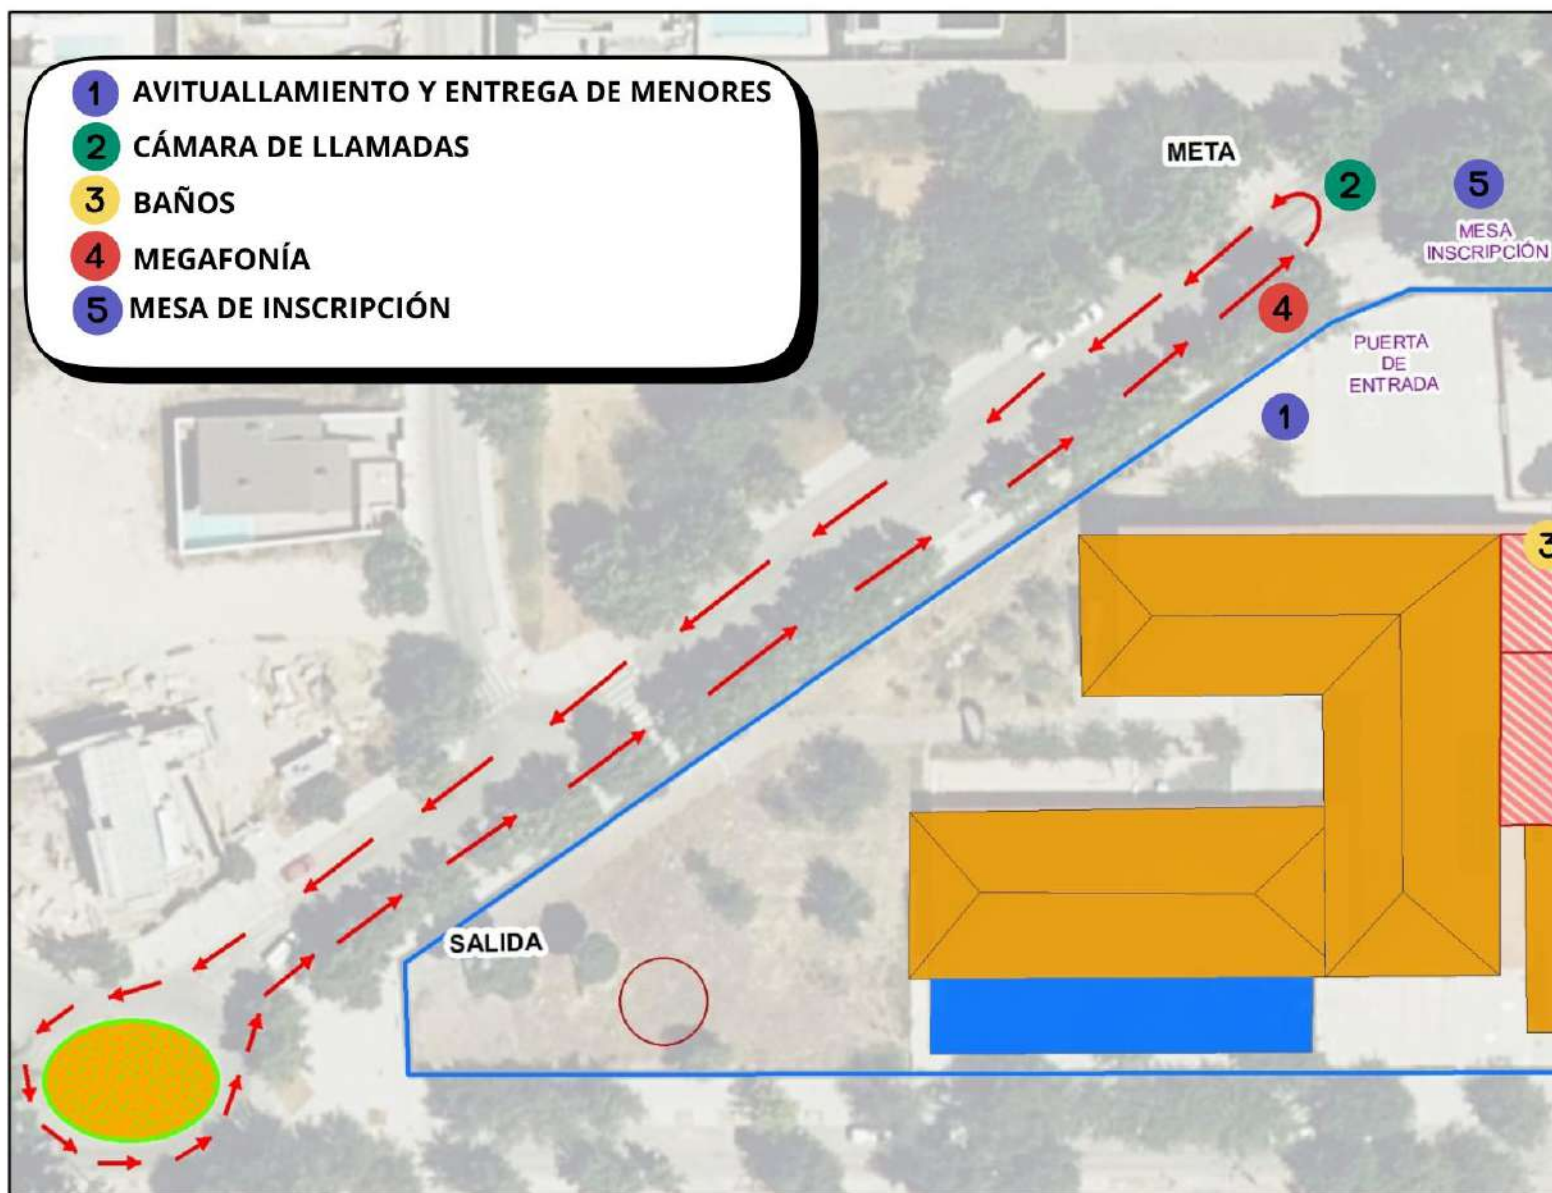 1 AVITUALLAMIENTO Y ENTREGA DE MENORES
2 CÁMARA DE LLAMADAS
3 BAÑOS
4 MEGAFONÍA
5 MESA DE INSCRIPCIÓN
META
2
5
MESA
INSCRIPCIÓN
4
PUERTA
DE
ENTRADA
1
3
SALIDA